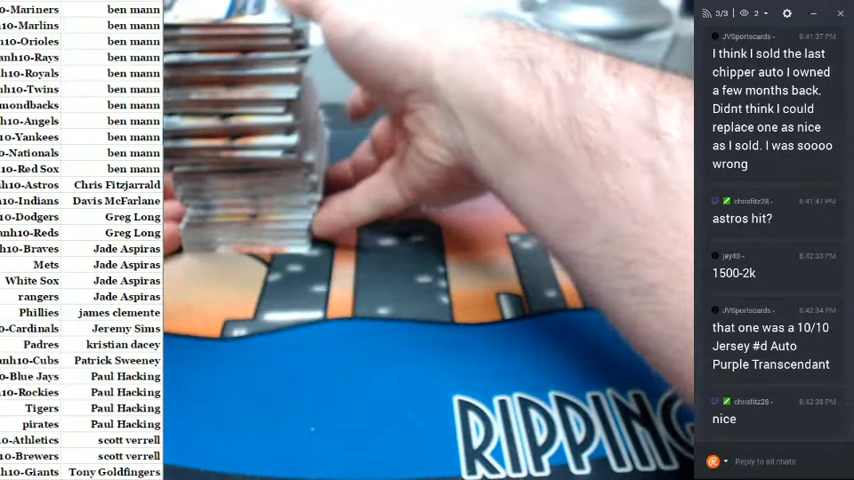 0-Mariners ben mann
h10-Marlins ben mann
h10-Orioles ben mann
anh10-Rays ben mann
nh10-Royals ben mann
nh10-Twins ben mann
mondbacks ben mann
nh10-Angels ben mann
h10-Yankees ben mann
10-Nationals ben mann
h10-Red Sox ben mann
anh10-Astros Chris Fitzjarrald
h10-Indians Davis McFarlane
h10-Dodgers Greg Long
anh10-Reds Greg Long
h10-Braves Jade Aspiras
Mets Jade Aspiras
White Sox Jade Aspiras
rangers Jade Aspiras
Phillies james clemente
0-Cardinals Jeremy Sims
Padres kristian dacey
anh10-Cubs Patrick Sweeney
0-Blue Jays Paul Hacking
h10-Rockies Paul Hacking
Tigers Paul Hacking
pirates Paul Hacking
0-Athletics scott verrell
10-Brewers scott verrell
h10-Giants Tony Goldfingers
RIPPING
3/3 2
JVSportscards - 8:41:37 PM
I think I sold the last
chipper auto I owned
a few months back.
Didnt think I could
replace one as nice
as I sold. I was soooo
wrong
chrisfitz28 - 8:41:47 PM
astros hit?
jay40 - 8:42:33 PM
1500-2k
JVSportscards - 8:42:34 PM
that one was a 10/10
Jersey #d Auto
Purple Transcendant
chrisfitz28 - 8:42:38 PM
nice
Reply to all chats